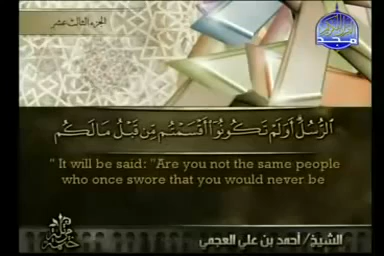 الجزء الثالث عشر
مجد
الرُّسُلَ أَوَلَمْ تَكُونُوٓا۟ أَقْسَمْتُم مِّن قَبْلُ مَا لَكُم
" It will be said: "Are you not the same people
who once swore that you would never be
الشيخ/ أحمد بن علي العجمي